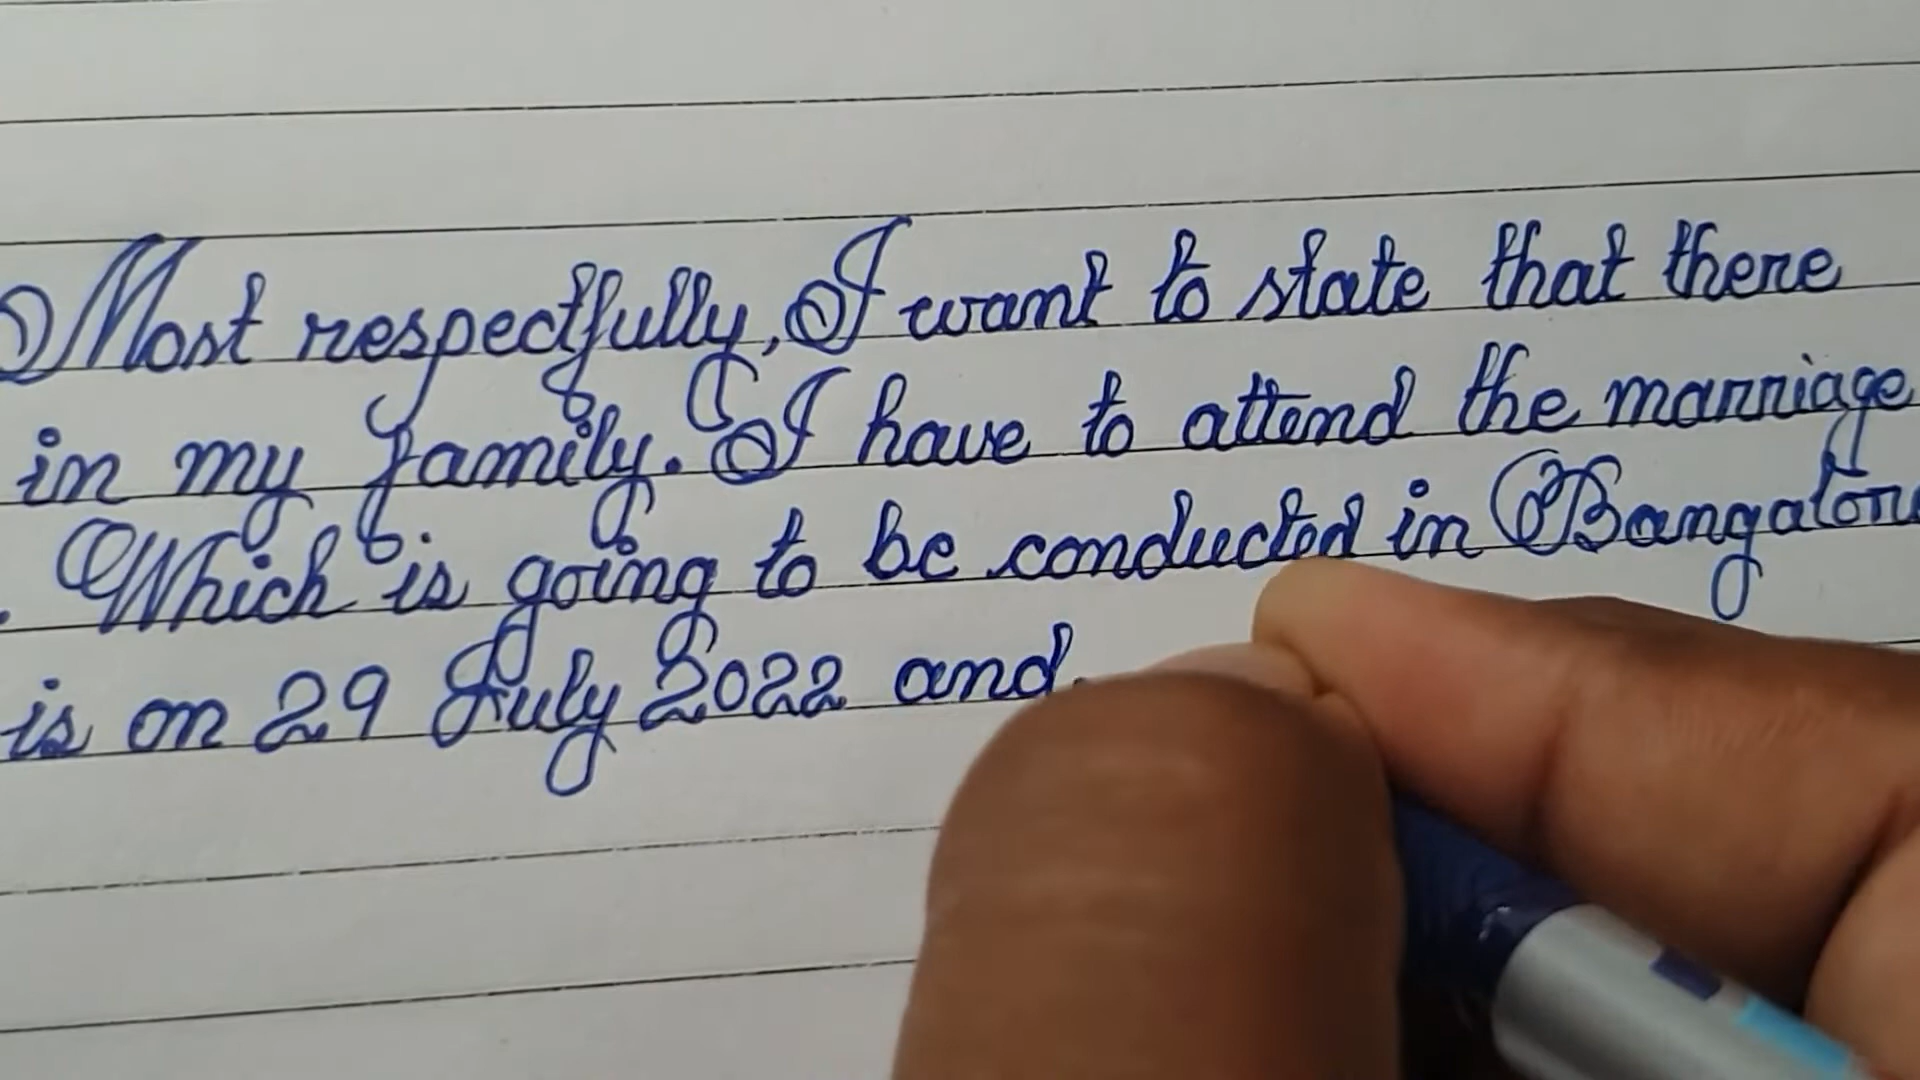 Most respectfully, I want to state that there
in my family. I have to attend the marriage
. Which is going to be conducted in Bangalore
is on 29 July 2022 and